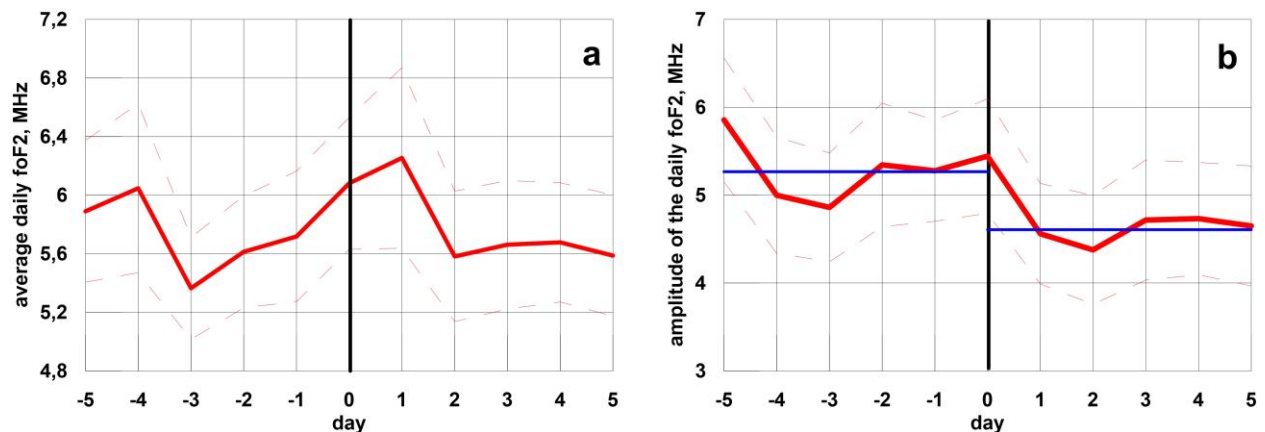 average daily foF2, MHz
7,2
6,8
6,4
6
5,6
5,2
4,8
a
-5 -4 -3 -2 -1 0 1 2 3 4 5
day
amplitude of the daily foF2, MHz
7
6
5
4
3
b
-5 -4 -3 -2 -1 0 1 2 3 4 5
day